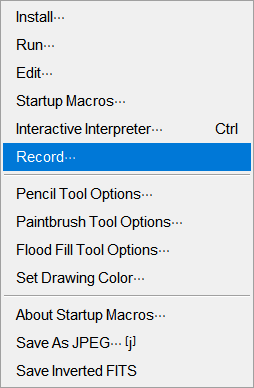 Install...
Run...
Edit...
Startup Macros...
Interactive Interpreter... Ctrl
Record...
Pencil Tool Options...
Paintbrush Tool Options...
Flood Fill Tool Options...
Set Drawing Color...
About Startup Macros...
Save As JPEG... [j]
Save Inverted FITS